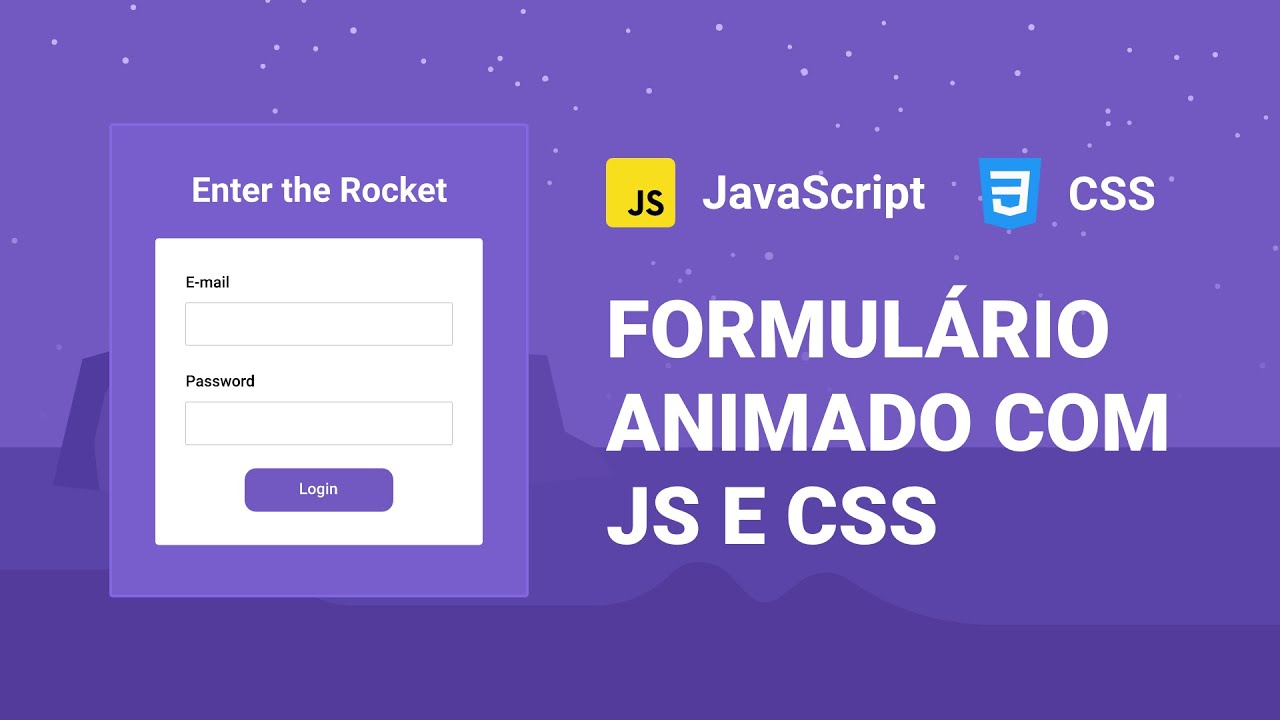 Enter the Rocket
E-mail
Password
Login
JS JavaScript CSS
FORMULÁRIO
ANIMADO COM
JS E CSS